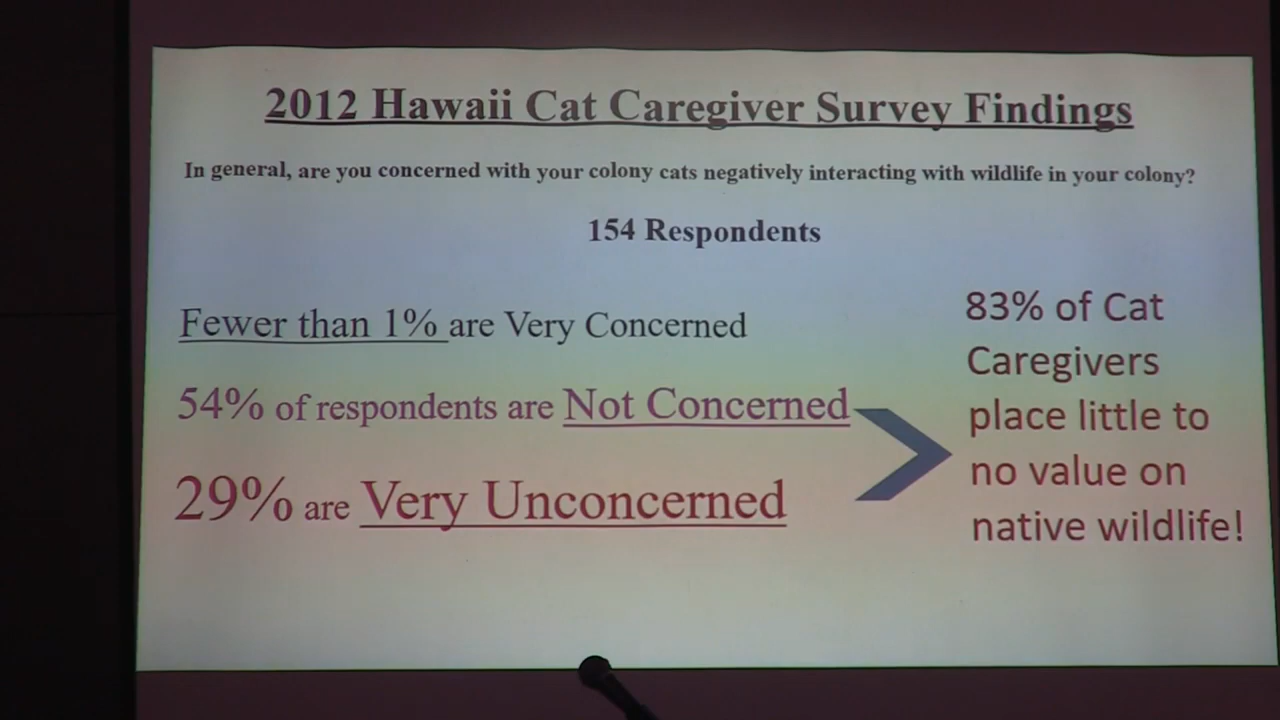 2012 Hawaii Cat Caregiver Survey Findings
In general, are you concerned with your colony cats negatively interacting with wildlife in your colony?
154 Respondents
Fewer than 1% are Very Concerned
54% of respondents are Not Concerned
29% are Very Unconcerned
83% of Cat
Caregivers
place little to
no value on
native wildlife!